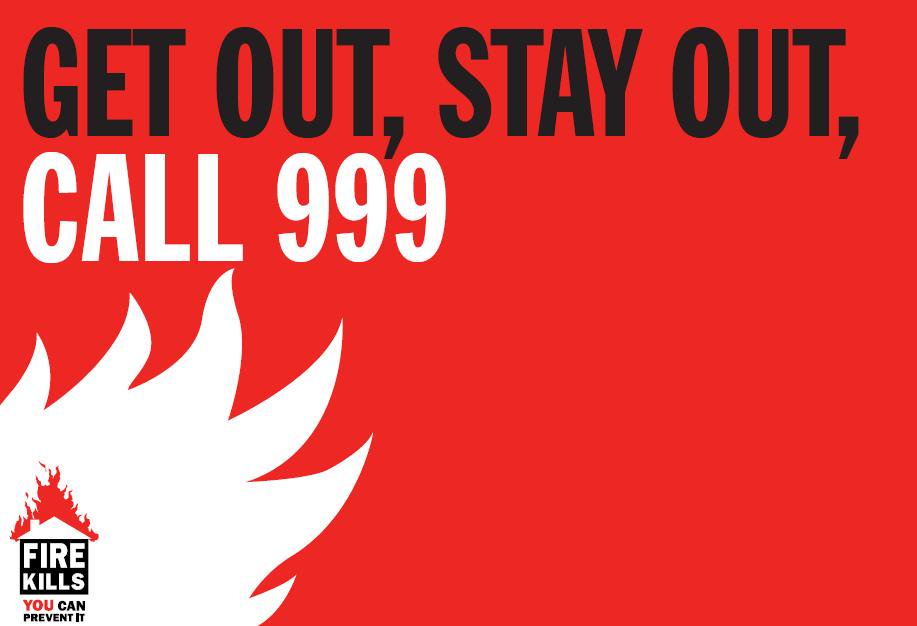 GET OUT, STAY OUT,
CALL 999
FIRE
KILLS
YOU CAN
PREVENT IT